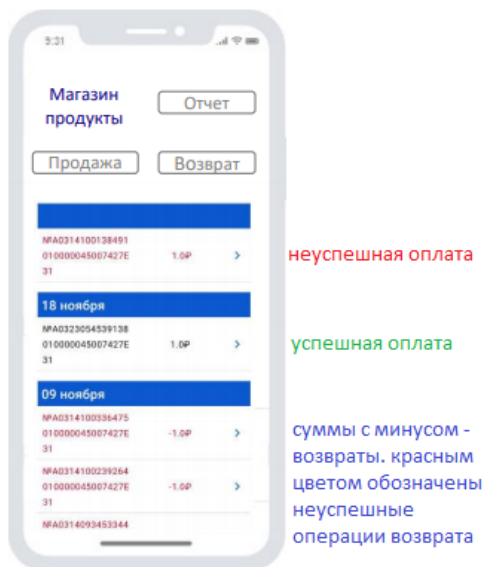 5:31
Магазин
продукты
Отчет
Продажа
Возврат
№A0314100138491
010000045007427E
31
1.0₽
неуспешная оплата
18 ноября
№A0323054539138
010000045007427E
31
1.0₽
успешная оплата
09 ноября
№A0314100336475
010000045007427E
31
-1.0₽
№A0314100239264
010000045007427E
31
-1.0₽
№A0314093453344
суммы с минусом -
возвраты. красным
цветом обозначены
неуспешные
операции возврата